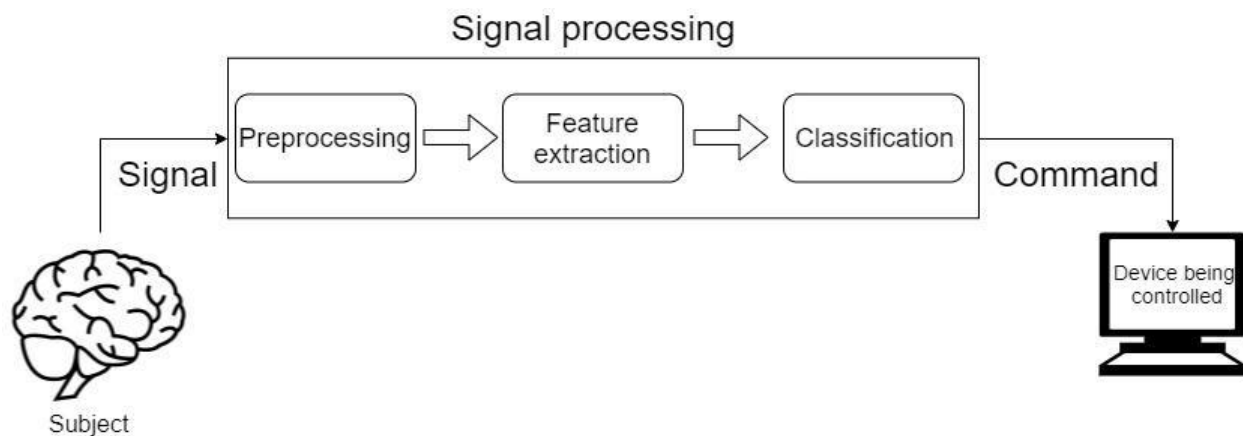 Signal processing
Preprocessing
Feature
extraction
Classification
Signal
Command
Device being
controlled
Subject